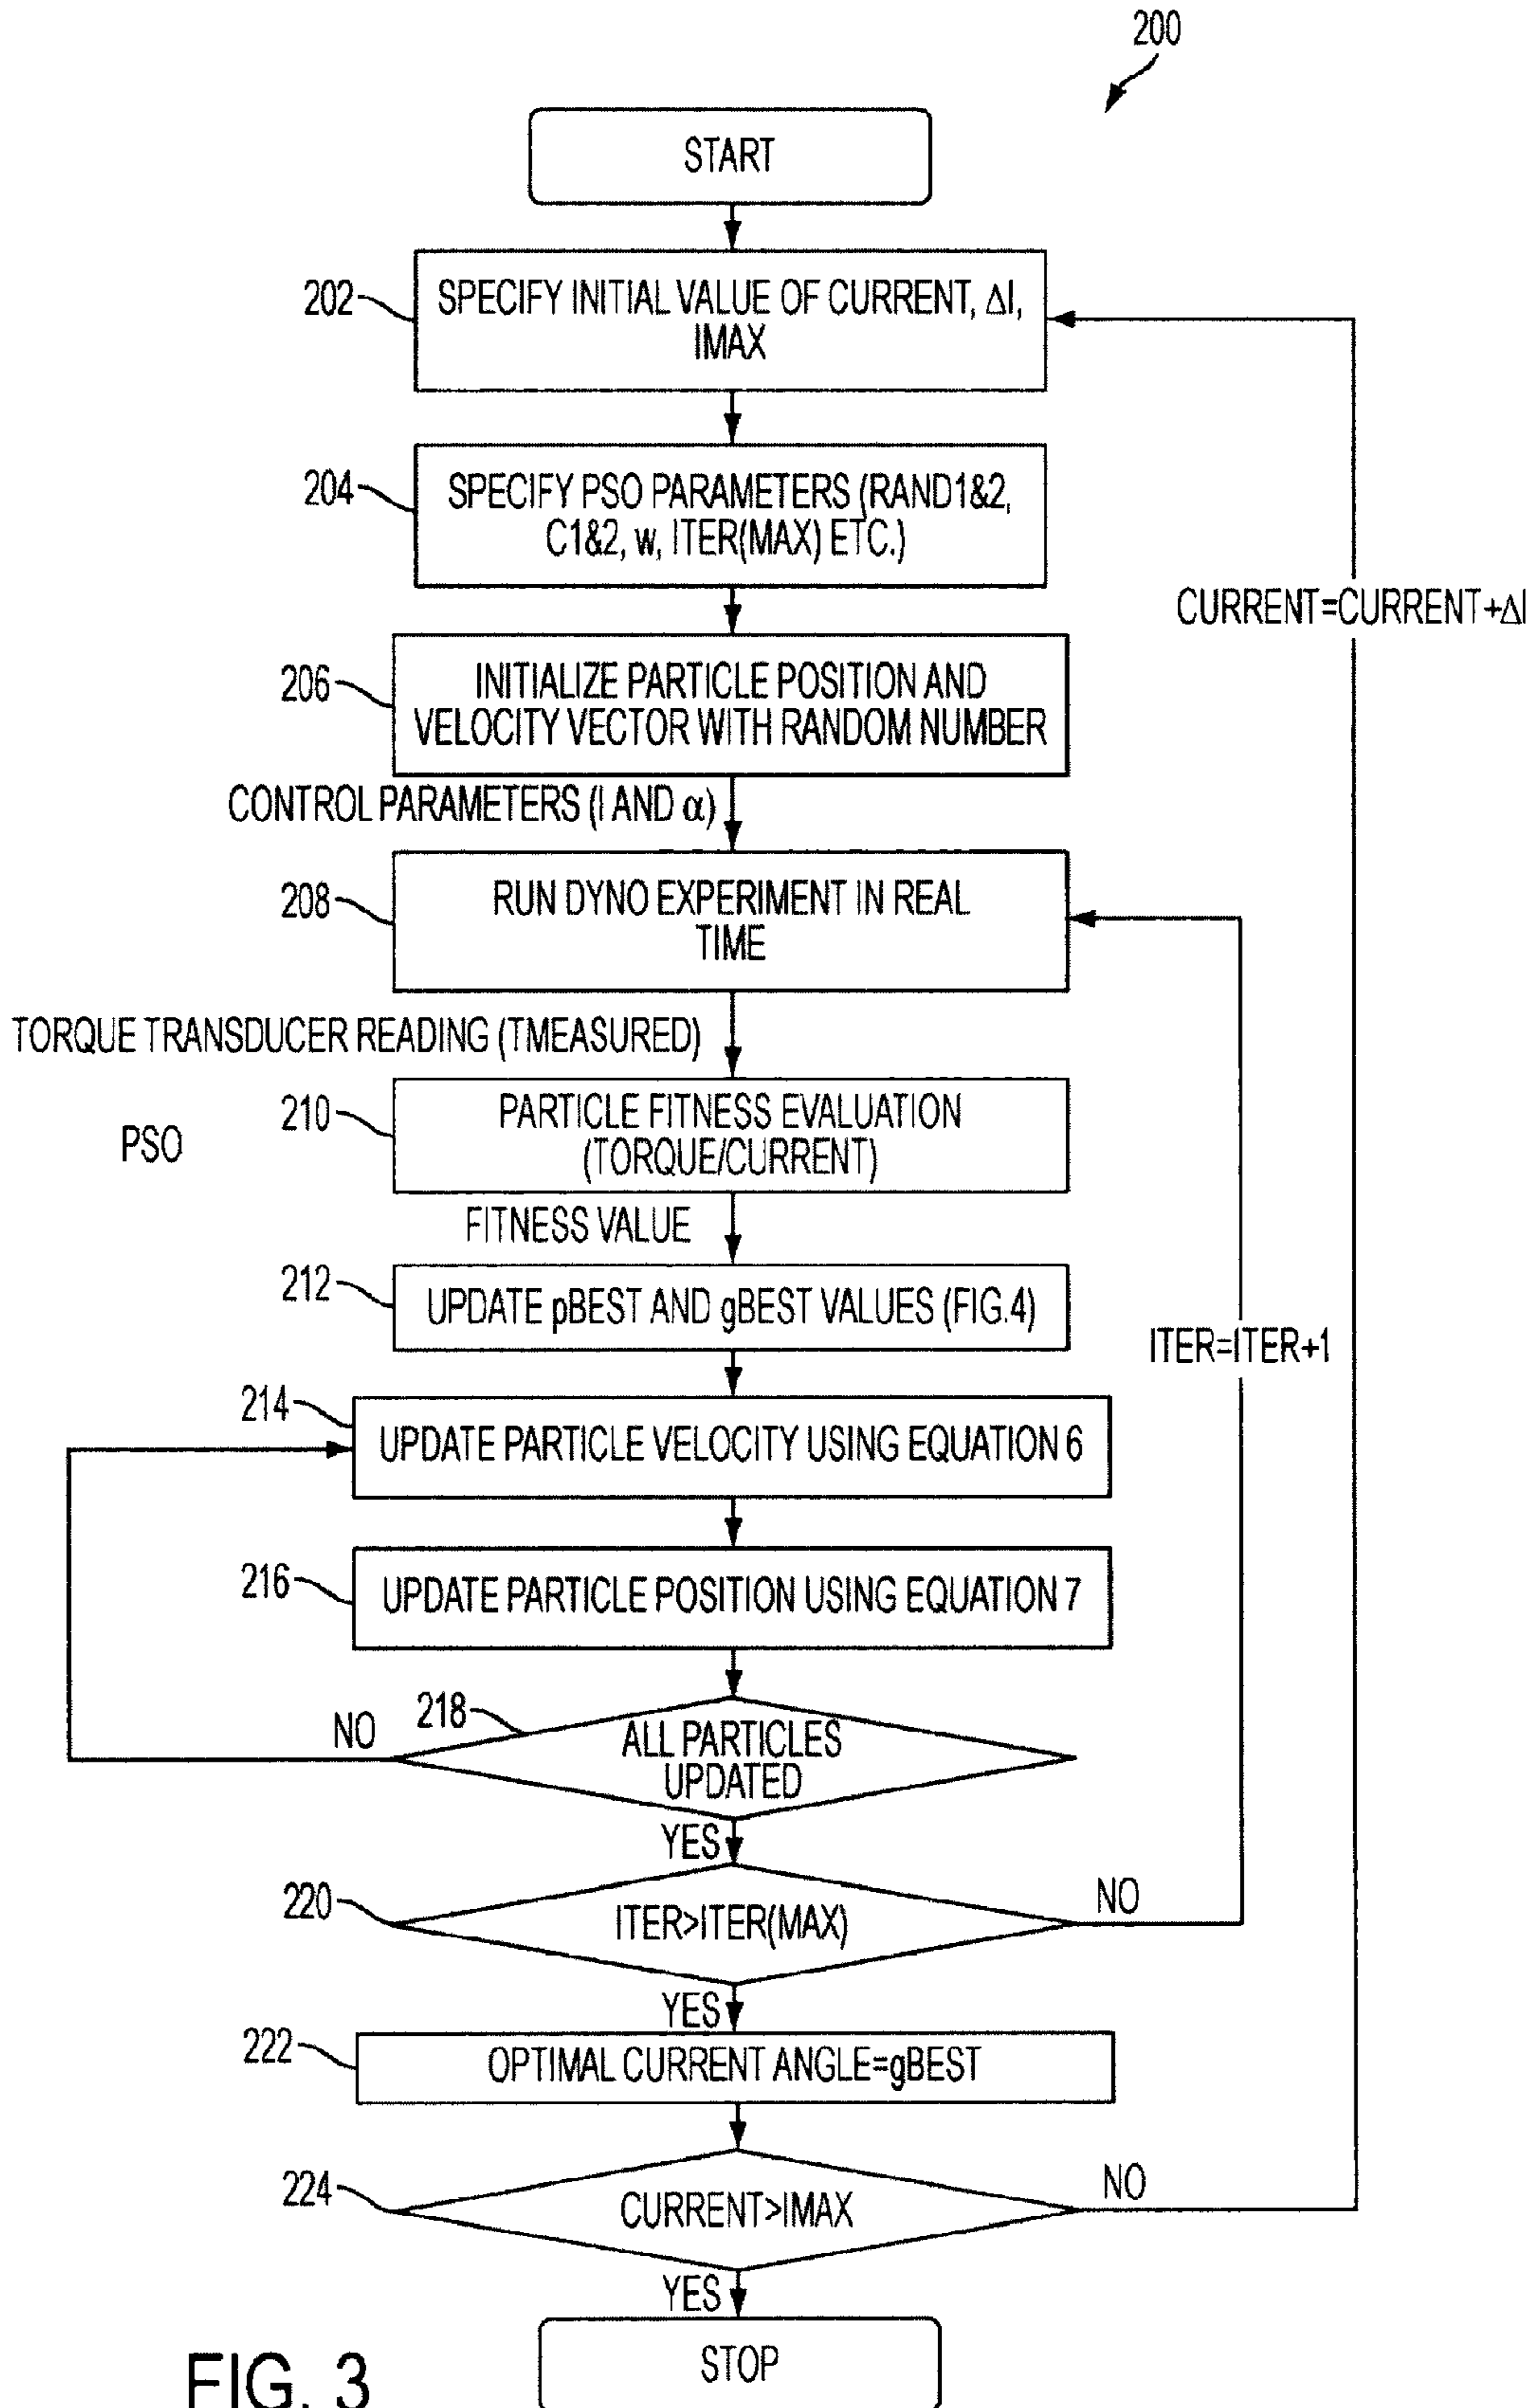 200
START
202
SPECIFY INITIAL VALUE OF CURRENT, ΔI,
IMAX
204
SPECIFY PSO PARAMETERS (RAND1&2,
C1&2, w, ITER(MAX) ETC.)
CURRENT=CURRENT+ΔI
206
INITIALIZE PARTICLE POSITION AND
VELOCITY VECTOR WITH RANDOM NUMBER
CONTROL PARAMETERS (I AND α)
208
RUN DYNO EXPERIMENT IN REAL
TIME
TORQUE TRANSDUCER READING (TMEASURED)
PSO
210
PARTICLE FITNESS EVALUATION
(TORQUE/CURRENT)
FITNESS VALUE
212
UPDATE pBEST AND gBEST VALUES (FIG.4)
ITER=ITER+1
214
UPDATE PARTICLE VELOCITY USING EQUATION 6
216
UPDATE PARTICLE POSITION USING EQUATION 7
218
NO
ALL PARTICLES
UPDATED
YES
220
ITER>ITER(MAX)
NO
YES
222
OPTIMAL CURRENT ANGLE=gBEST
224
CURRENT>IMAX
NO
YES
STOP
FIG. 3